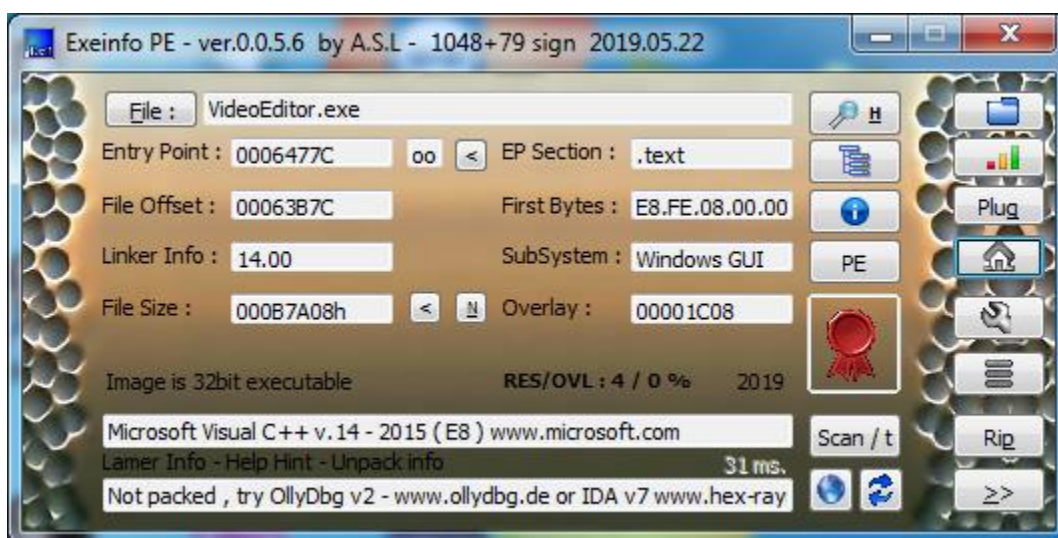 Exeinfo PE - ver.0.0.5.6 by A.S.L - 1048+79 sign 2019.05.22
File : VideoEditor.exe H
Entry Point : 0006477C oo < EP Section : .text
File Offset : 00063B7C First Bytes : E8.FE.08.00.00 Plug
Linker Info : 14.00 SubSystem : Windows GUI PE
File Size : 000B7A08h < N Overlay : 00001C08
Image is 32bit executable RES/OVL : 4 / 0 % 2019
Microsoft Visual C++ v.14 - 2015 ( E8 ) www.microsoft.com Scan / t Rip
Lamer Info - Help Hint - Unpack info 31 ms.
Not packed , try OllyDbg v2 - www.ollydbg.de or IDA v7 www.hex-ray >>